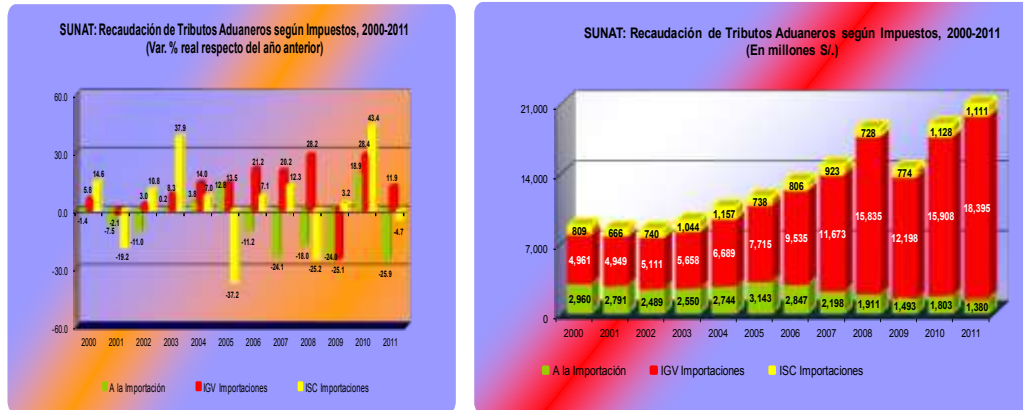 SUNAT: Recaudación de Tributos Aduaneros según Impuestos, 2000-2011
(Var. % real respecto del año anterior)
60.0
30.0
0.0
-30.0
-60.0
-1.4 5.8 14.6
-7.5 -2.1 -19.2
-11.0 3.0 10.8
0.2 8.3 37.9
3.8 14.0 7.0
12.8 13.5 -37.2
-11.2 21.2 7.1
-24.1 20.2 12.3
-18.0 28.2 -25.2
-24.0 -25.1 3.2
18.9 28.4 43.4
-25.9 11.9 -4.7
2000 2001 2002 2003 2004 2005 2006 2007 2008 2009 2010 2011
A la Importación IGV Importaciones ISC Importaciones
SUNAT: Recaudación de Tributos Aduaneros según Impuestos, 2000-2011
(En millones S/.)
21,000
14,000
7,000
0
809 666 740 1,044 1,157 738 806 923 728 774 1,128 1,111
4,961 4,949 5,111 5,658 6,689 7,715 9,535 11,673 15,835 12,198 15,908 18,395
2,960 2,791 2,489 2,550 2,744 3,143 2,847 2,198 1,911 1,493 1,803 1,380
2000 2001 2002 2003 2004 2005 2006 2007 2008 2009 2010 2011
A la Importación IGV Importaciones ISC Importaciones